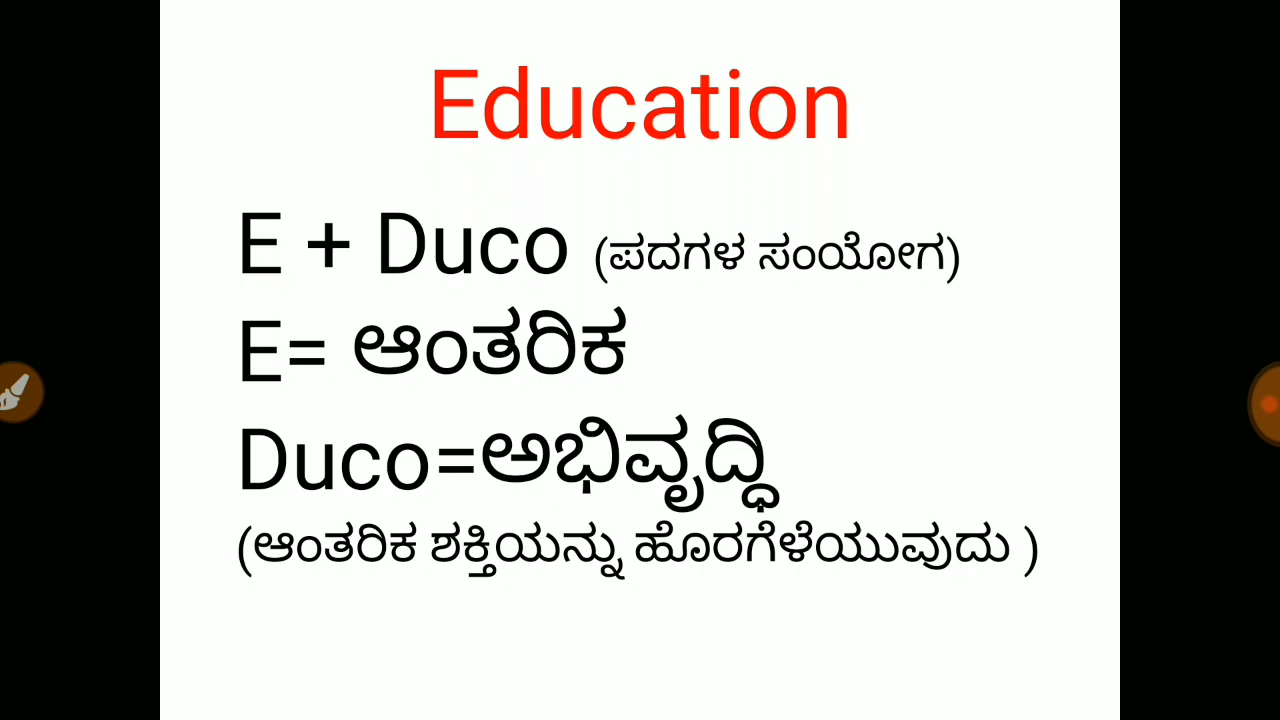 Education
E + Duco (ಪದಗಳ ಸಂಯೋಗ)
E= ಆಂತರಿಕ
Duco=ಅಭಿವೃದ್ಧಿ
(ಆಂತರಿಕ ಶಕ್ತಿಯನ್ನು ಹೊರಗೆಳೆಯುವುದು )